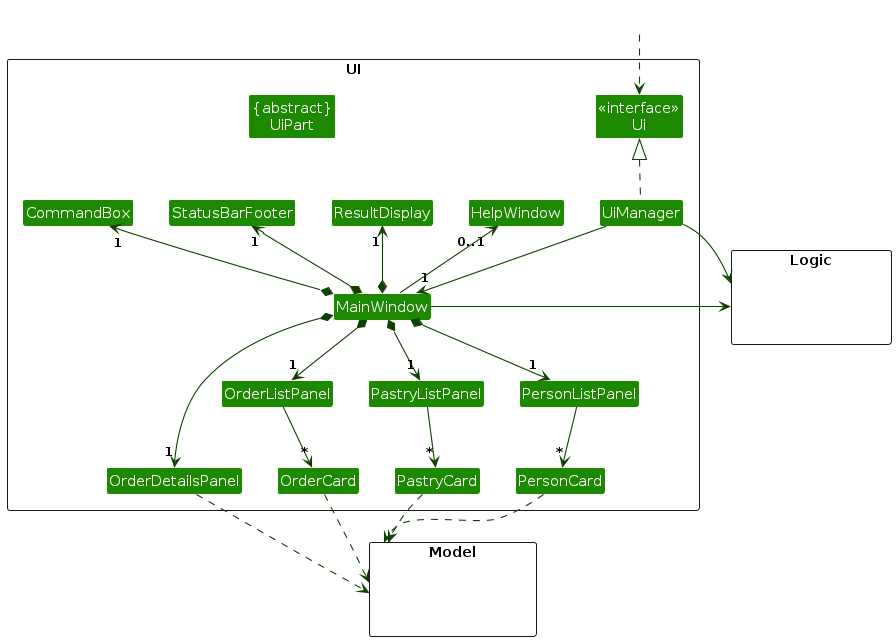 UI
{abstract}
UiPart
«interface»
Ui
CommandBox
StatusBarFooter
ResultDisplay
HelpWindow
UiManager
1
1
1
0..1
Logic
1
MainWindow
1
1
1
OrderListPanel
PastryListPanel
PersonListPanel
1
*
*
*
OrderDetailsPanel
OrderCard
PastryCard
PersonCard
Model